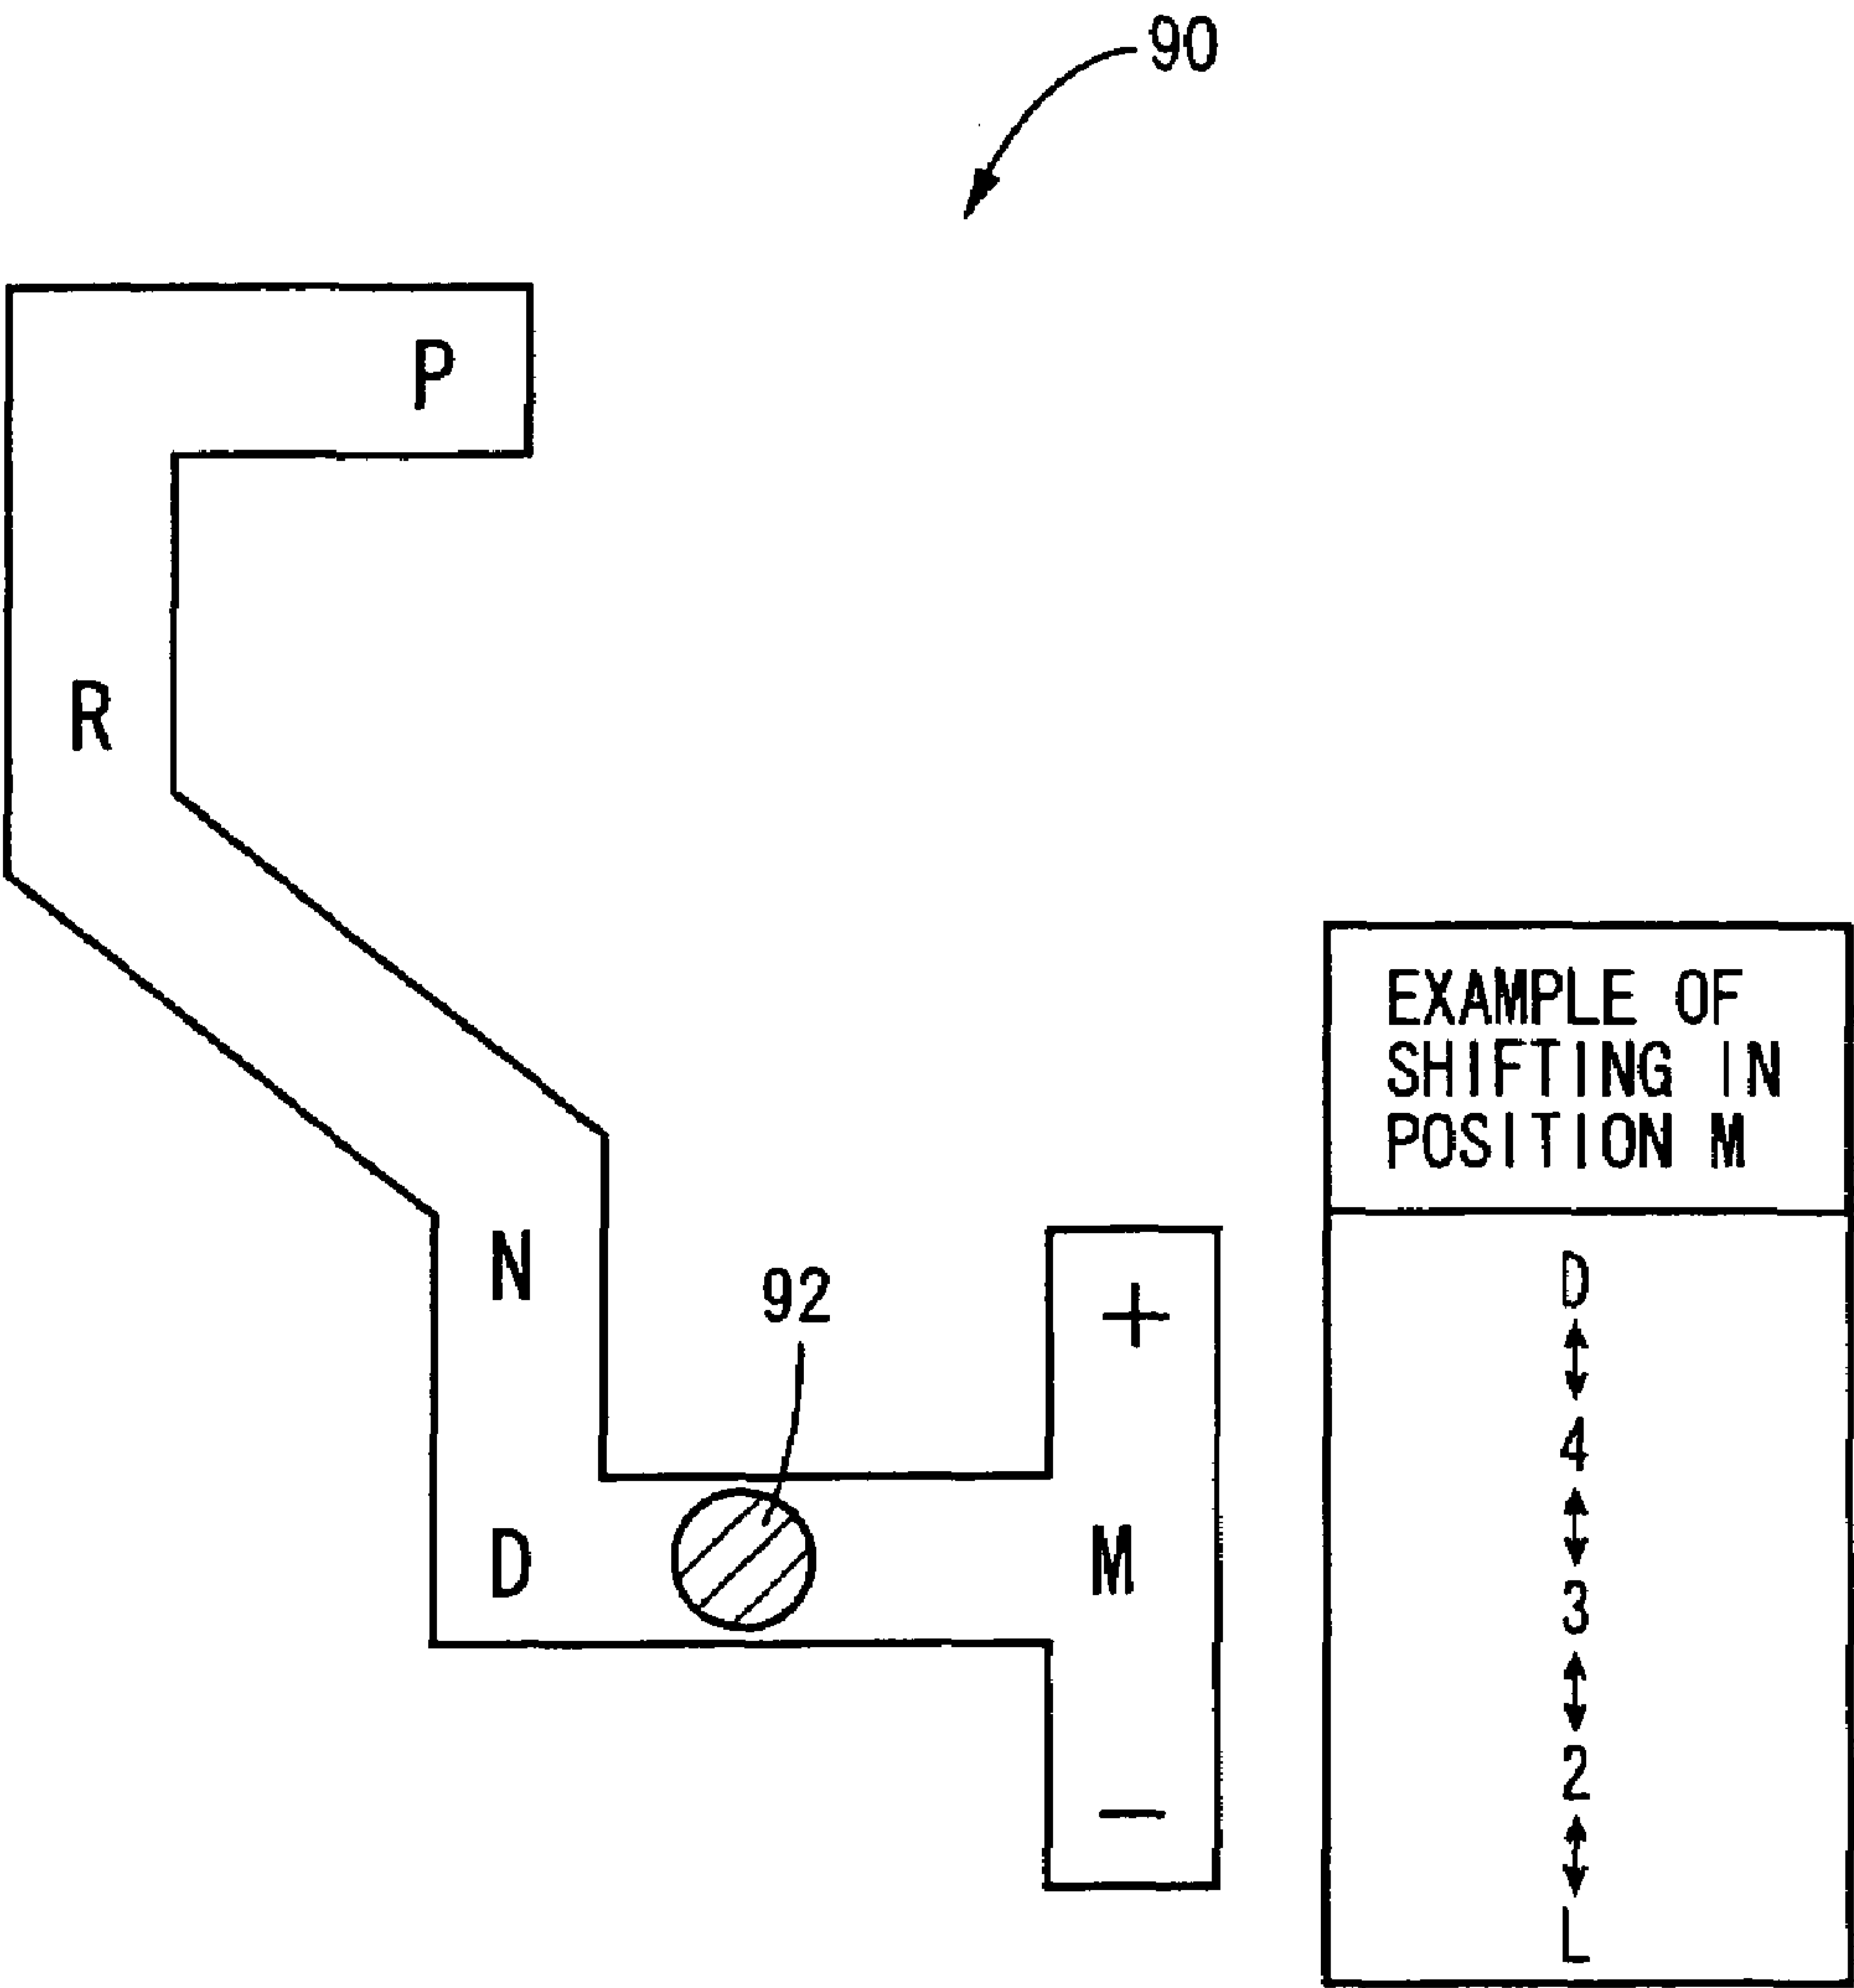 90
P
R
N
92
+
D
M
−
EXAMPLE OF
SHIFTING IN
POSITION M
D
4
3
2
L